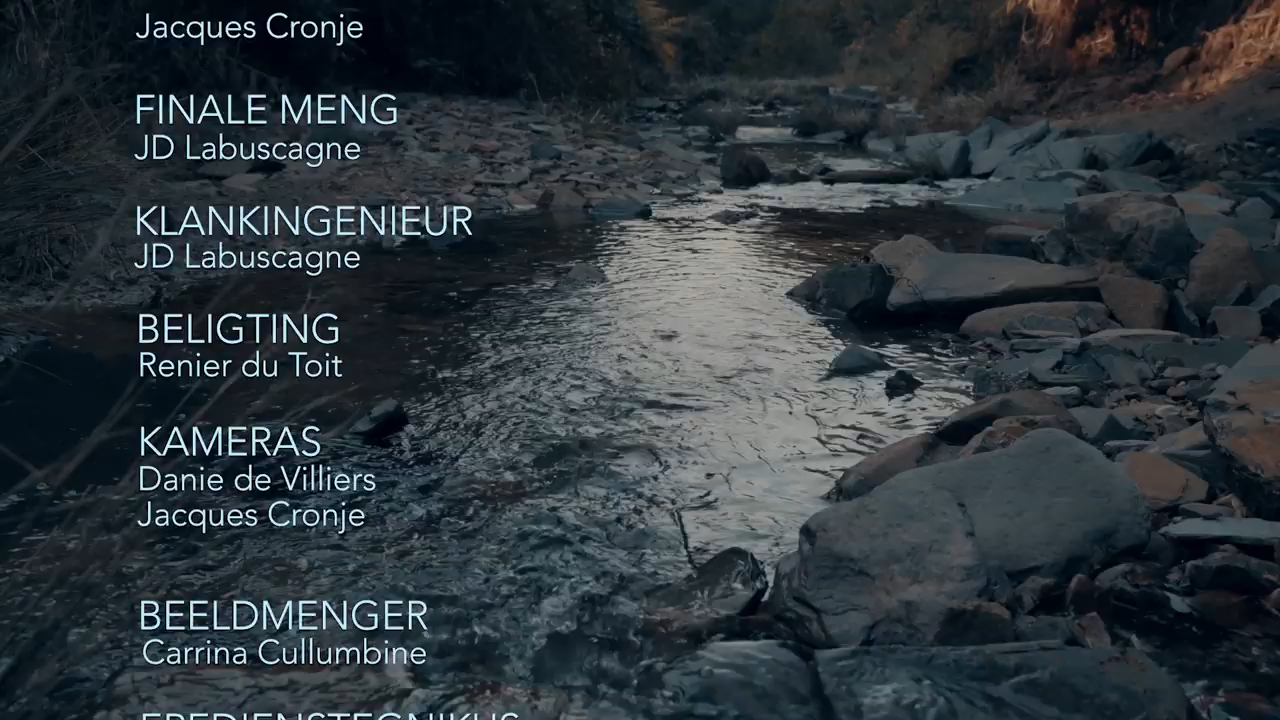 Jacques Cronje
FINALE MENG
JD Labuscagne
KLANKINGENIEUR
JD Labuscagne
BELIGTING
Renier du Toit
KAMERAS
Danie de Villiers
Jacques Cronje
BEELDMENGER
Carrina Cullumbine